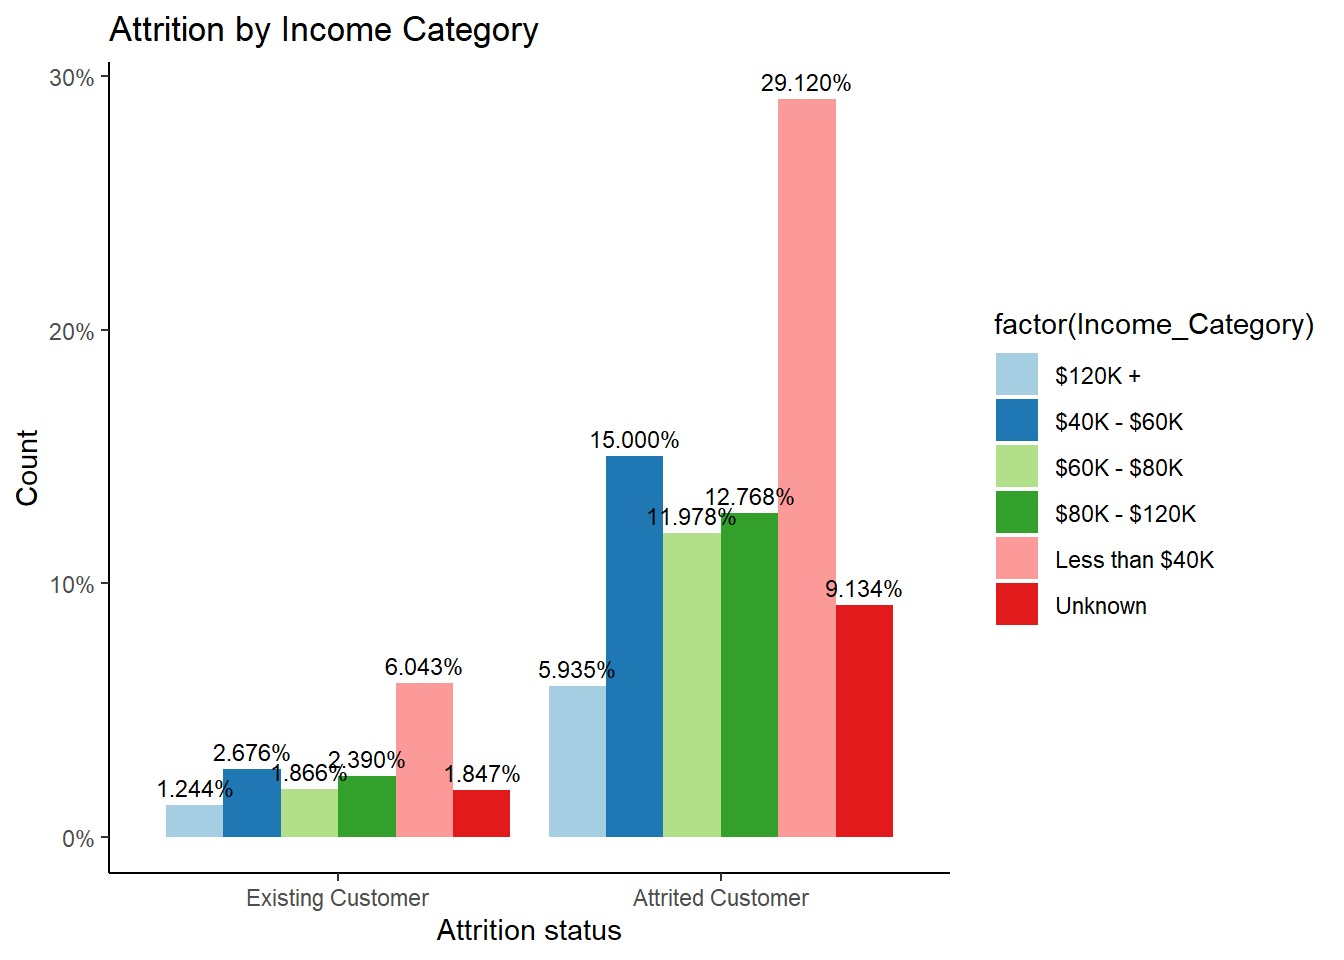 Attrition by Income Category
30%
20%
10%
0%
Count
29.120%
15.000%
12.768%
11.978%
9.134%
5.935%
6.043%
2.676%
2.390%
1.866%
1.847%
1.244%
Existing Customer
Attrited Customer
Attrition status
factor(Income_Category)
$120K +
$40K - $60K
$60K - $80K
$80K - $120K
Less than $40K
Unknown